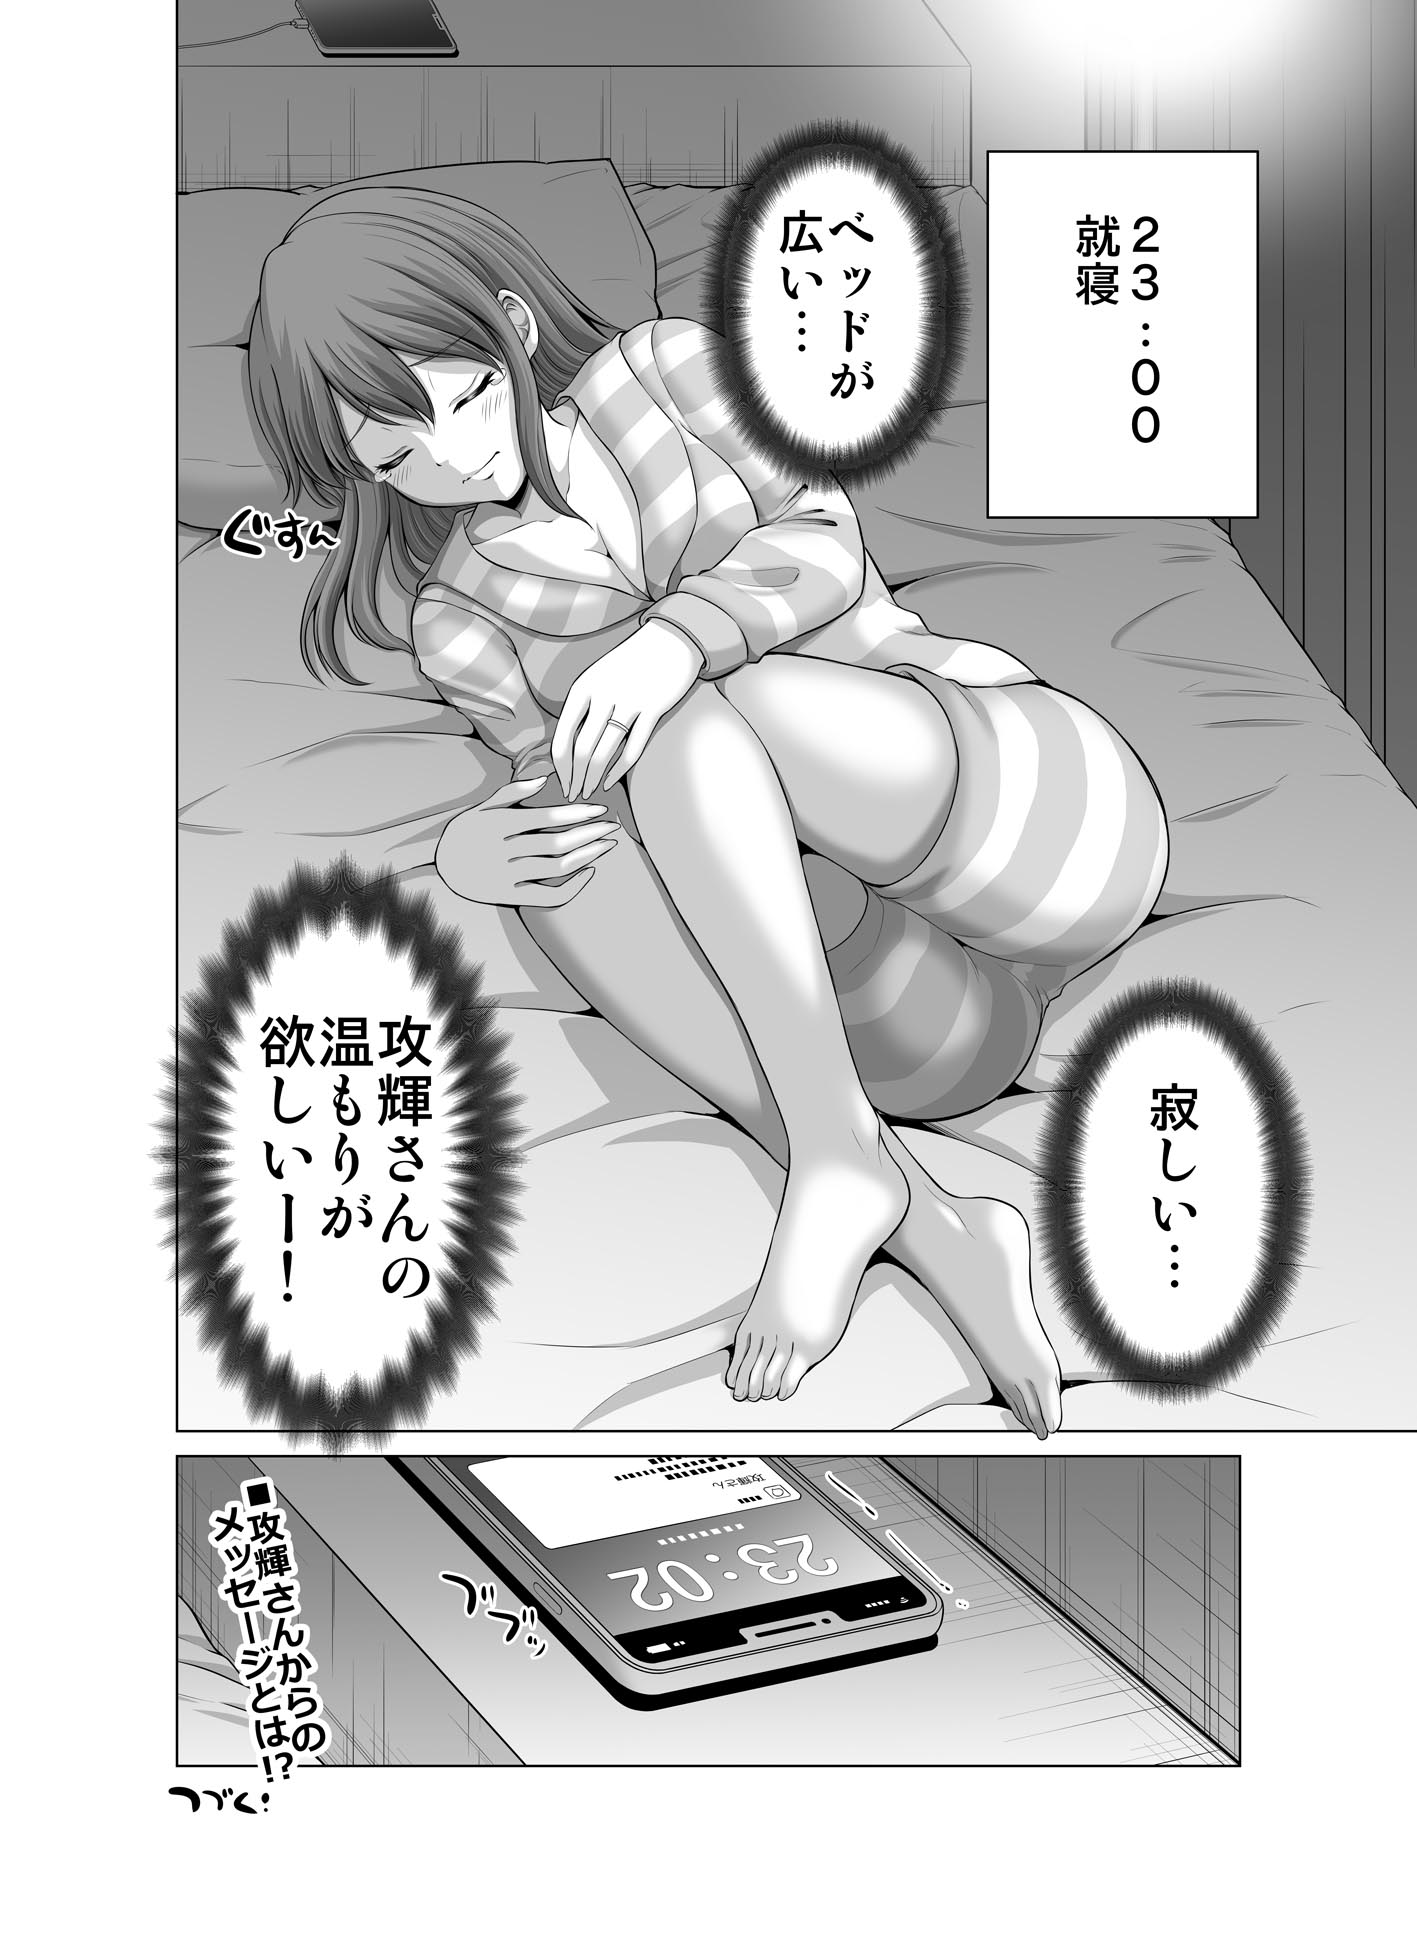 23:00
就寝
ベッドが
広い…
ぐすん
寂しい…
攻輝さんの
温もりが
欲しいー!
攻輝さん
23:02
ブブブッ
■攻輝さんからの
メッセージとは!?
つづく!